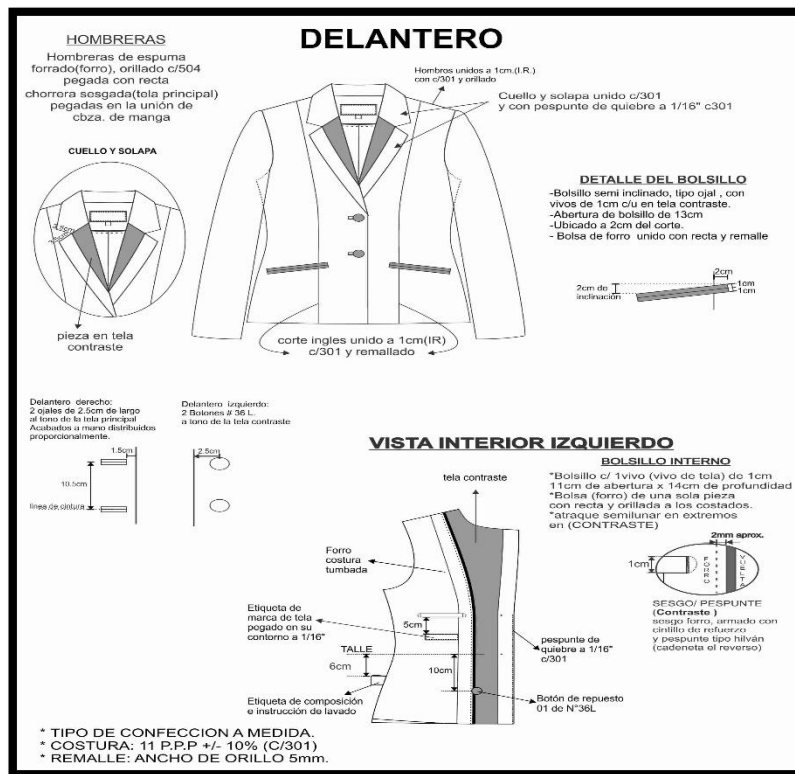 DELANTERO
HOMBRERAS
Hombreras de espuma
forrado(forro), orillado c/504
pegada con recta
chorrera sesgada(tela principal)
pegadas en la unión de
cbza. de manga
Hombros unidos a 1cm.(I.R.)
con c/301 y orillado
Cuello y solapa unido c/301
y con pespunte de quiebre a 1/16" c301
CUELLO Y SOLAPA
pieza en tela
contraste
DETALLE DEL BOLSILLO
-Bolsillo semi inclinado, tipo ojal , con
vivos de 1cm c/u en tela contraste.
-Abertura de bolsillo de 13cm
-Ubicado a 2cm del corte.
- Bolsa de forro unido con recta y remalle
2cm
2cm de
inclinación
1cm
1cm
corte ingles unido a 1cm(IR)
c/301 y remallado
Delantero derecho:
2 ojales de 2.5cm de largo
al tono de la tela principal
Acabados a mano distribuidos
proporcionalmente.
1.5cm
10.5cm
linea de cintura
Delantero izquierdo:
2 Botones # 36 L.
a tono de la tela contraste
2.5cm
VISTA INTERIOR IZQUIERDO
BOLSILLO INTERNO
*Bolsillo c/ 1vivo (vivo de tela) de 1cm
11cm de abertura x 14cm de profundidad
*Bolsa (forro) de una sola pieza
con recta y orillada a los costados.
*atraque semilunar en extremos
en (CONTRASTE)
2mm aprox.
1cm
FORRO
VUELTA
SESGO/ PESPUNTE
(Contraste )
sesgo forro, armado con
cintillo de refuerzo
y pespunte tipo hilván
(cadeneta el reverso)
tela contraste
Forro
costura
tumbada
Etiqueta de
marca de tela
pegado en su
contorno a 1/16"
5cm
TALLE
6cm
10cm
pespunte de
quiebre a 1/16"
c/301
Etiqueta de composición
e instrucción de lavado
Botón de repuesto
01 de N°36L
* TIPO DE CONFECCION A MEDIDA.
* COSTURA: 11 P.P.P +/- 10% (C/301)
* REMALLE: ANCHO DE ORILLO 5mm.